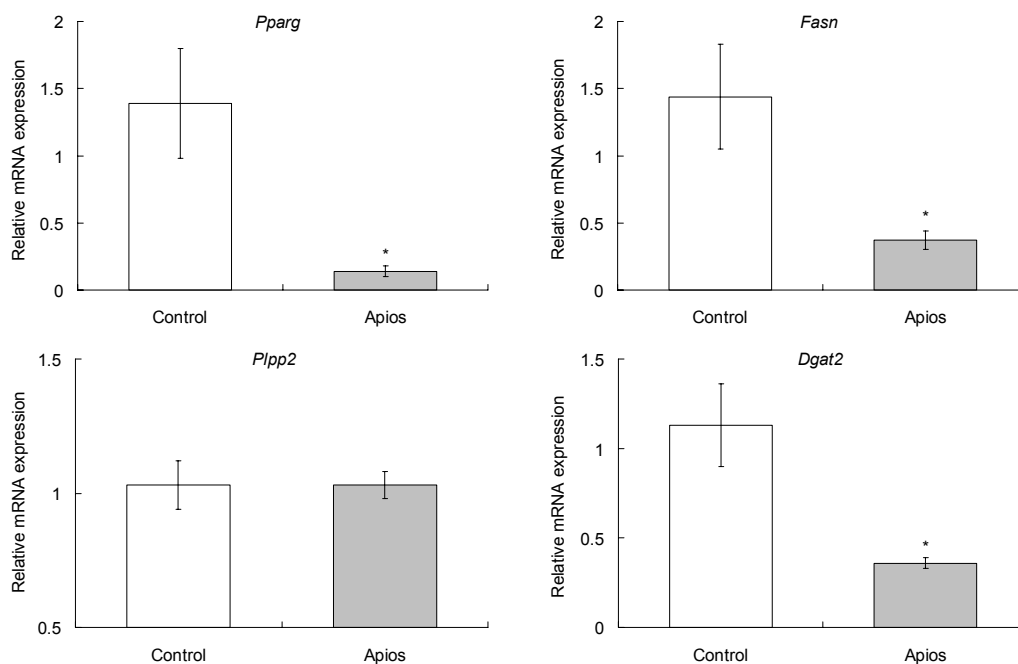 Pparg
Relative mRNA expression
2
1.5
1
0.5
0
*
Control
Apios
Fasn
Relative mRNA expression
2
1.5
1
0.5
0
*
Control
Apios
Plpp2
Relative mRNA expression
1.5
1
0.5
Control
Apios
Dgat2
Relative mRNA expression
1.5
1
0.5
0
*
Control
Apios